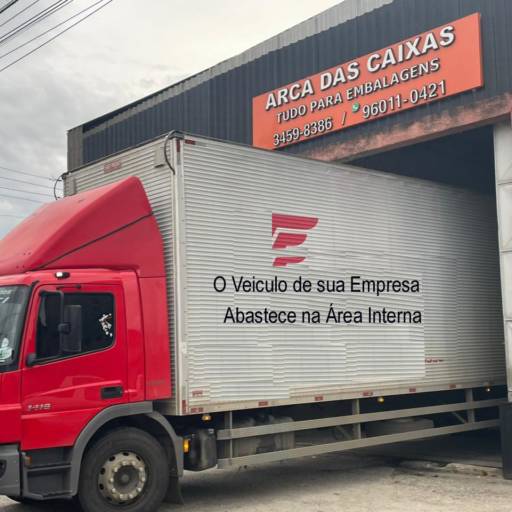 ARCA DAS CAIXAS
TUDO PARA EMBALAGENS
3459-8386 / 96011-0421
O Veiculo de sua Empresa
Abastece na Área Interna